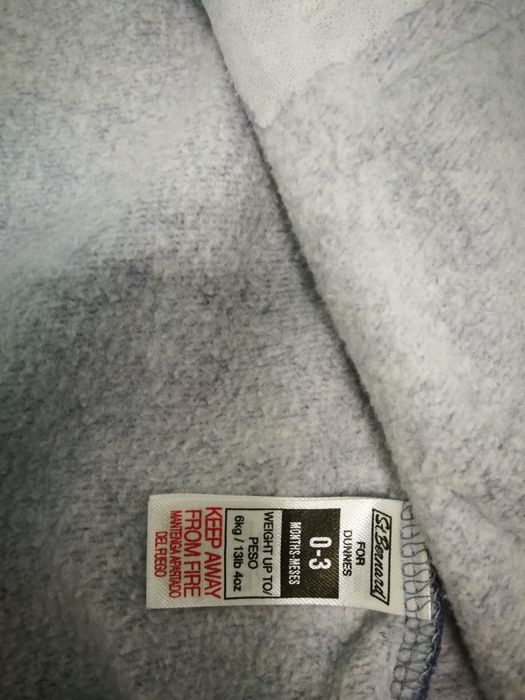 St. Bernard
FOR
DUNNES
0-3
MONTHS-MESES
WEIGHT UP TO/
PESO
6kg / 13lb 4oz
KEEP AWAY
FROM FIRE
MANTENGA APARTADO
DE FUEGO